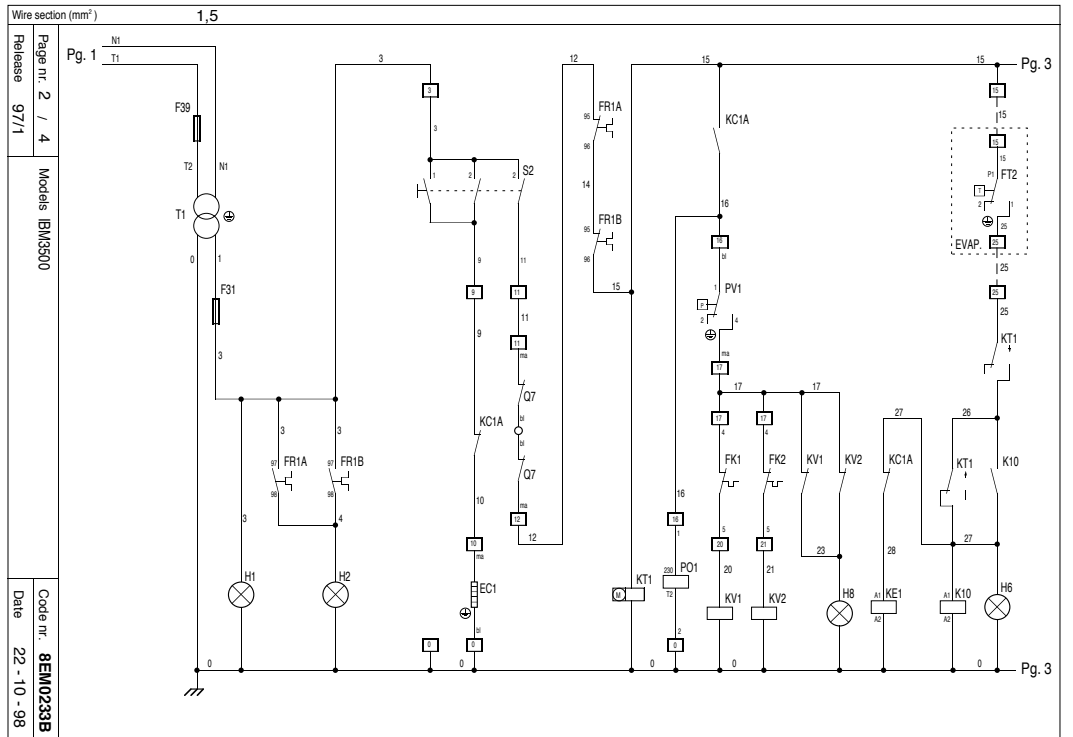 Wire section (mm²) 1,5
Page nr. 2 / 4
Release 97/1
Models IBM3500
Code nr. 8EM0233B
Date 22 - 10 - 98
Pg. 1
N1
T1
3
12
15
15
Pg. 3
3
3
15
15
15
15
F39
T2
N1
T1
0
1
F31
3
1
2
2
S2
95
FR1A
96
14
95
FR1B
96
15
KC1A
16
16
bl
P1
FT2
T
2
1
25
EVAP.
25
25
25
25
9
11
9
11
9
11
11
ma
1
PV1
P
2
4
ma
17
KT1
3
3
3
97
FR1A
98
97
FR1B
98
4
H1
H2
KC1A
10
10
ma
EC1
bl
0
0
Q7
bl
bl
Q7
ma
12
12
17
17
17
4
17
4
FK1
FK2
KV1
KV2
5
5
20
21
20
21
23
KV1
KV2
H8
16
16
1
230
PO1
T2
2
0
M
KT1
27
26
KC1A
KT1
K10
27
28
A1
KE1
A2
A1
K10
A2
H6
0
0
0
0
0
Pg. 3